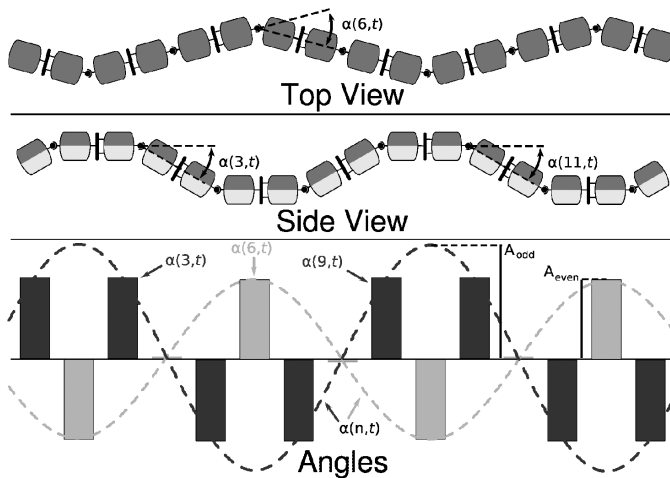 α(6,t)
Top View
α(3,t)
α(11,t)
Side View
α(3,t)
α(6,t)
α(9,t)
A_odd
A_even
α(n,t)
Angles